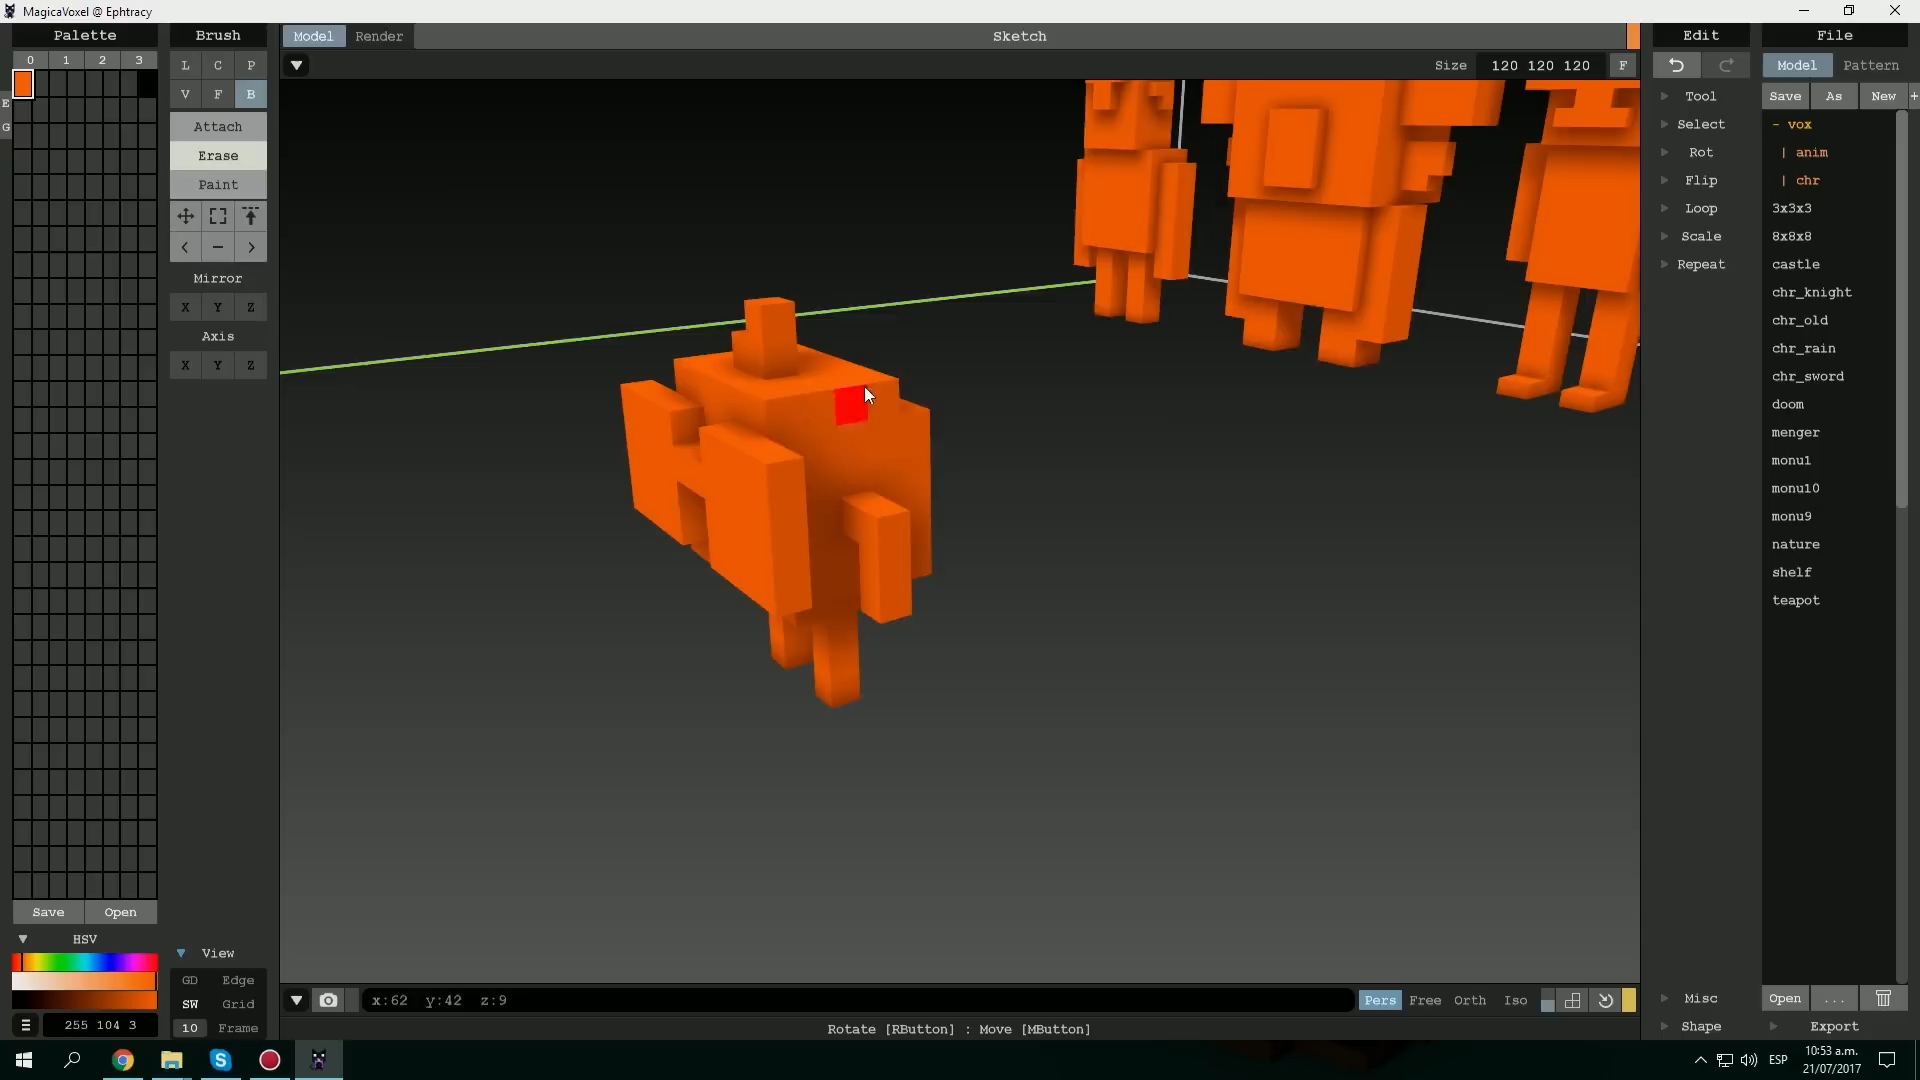 MagicaVoxel @ Ephtracy
Palette
0 1 2 3
E
G
Save Open
HSV
255 104 3
Brush
L C P
V F B
Attach
Erase
Paint
Mirror
X Y Z
Axis
X Y Z
View
GD Edge
SW Grid
10 Frame
Model Render Sketch
Size 120 120 120 F
x:62 y:42 z:9
Pers Free Orth Iso
Rotate [RButton] : Move [MButton]
Edit
Tool
Select
Rot
Flip
Loop
Scale
Repeat
Misc
Shape
File
Model Pattern
Save As New +
- vox
| anim
| chr
3x3x3
8x8x8
castle
chr_knight
chr_old
chr_rain
chr_sword
doom
menger
monu1
monu10
monu9
nature
shelf
teapot
Open ...
Export
ESP
10:53 a.m.
21/07/2017